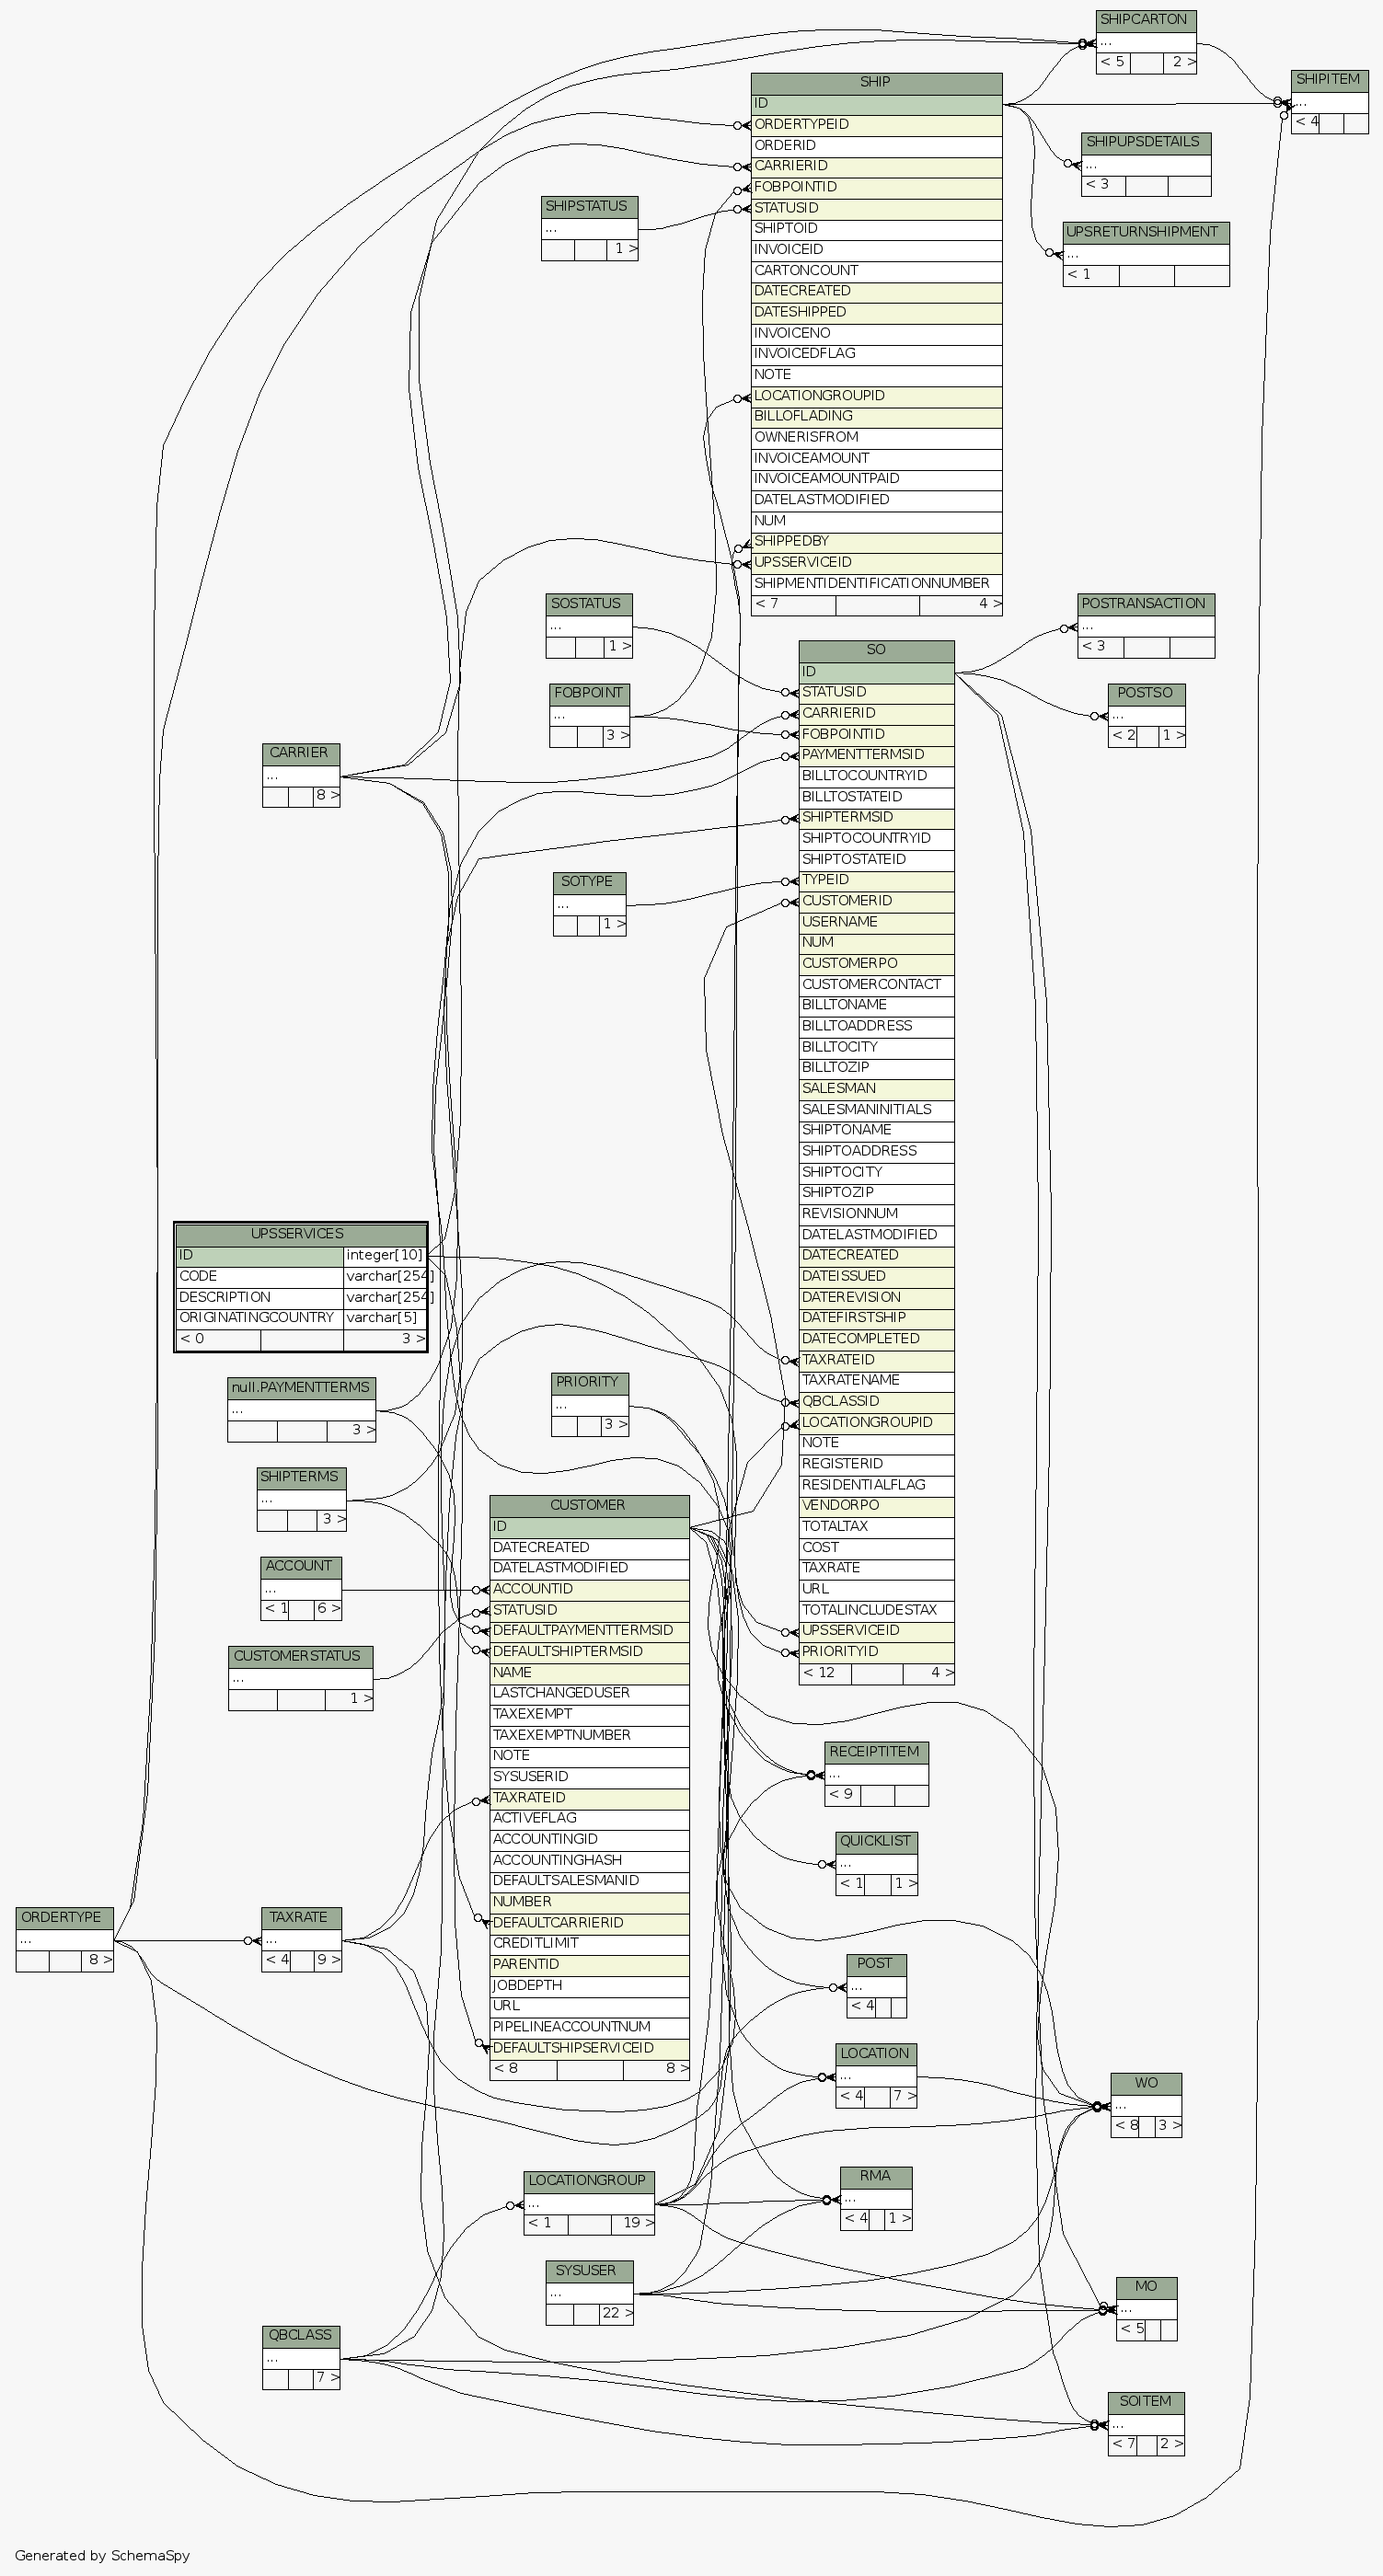 SHIPCARTON
...
< 5 2 >
SHIPITEM
...
< 4
SHIP
ID
ORDERTYPEID
ORDERID
CARRIERID
FOBPOINTID
STATUSID
SHIPTOID
INVOICEID
CARTONCOUNT
DATECREATED
DATESHIPPED
INVOICENO
INVOICEDFLAG
NOTE
LOCATIONGROUPID
BILLOFLADING
OWNERISFROM
INVOICEAMOUNT
INVOICEAMOUNTPAID
DATELASTMODIFIED
NUM
SHIPPEDBY
UPSSERVICEID
SHIPMENTIDENTIFICATIONNUMBER
< 7 4 >
SHIPUPSDETAILS
...
< 3
SHIPSTATUS
...
1 >
UPSRETURNSHIPMENT
...
< 1
SOSTATUS
...
1 >
POSTRANSACTION
...
< 3
SO
ID
STATUSID
CARRIERID
FOBPOINTID
PAYMENTTERMSID
BILLTOCOUNTRYID
BILLTOSTATEID
SHIPTERMSID
SHIPTOCOUNTRYID
SHIPTOSTATEID
TYPEID
CUSTOMERID
USERNAME
NUM
CUSTOMERPO
CUSTOMERCONTACT
BILLTONAME
BILLTOADDRESS
BILLTOCITY
BILLTOZIP
SALESMAN
SALESMANINITIALS
SHIPTONAME
SHIPTOADDRESS
SHIPTOCITY
SHIPTOZIP
REVISIONNUM
DATELASTMODIFIED
DATECREATED
DATEISSUED
DATEREVISION
DATEFIRSTSHIP
DATECOMPLETED
TAXRATEID
TAXRATENAME
QBCLASSID
LOCATIONGROUPID
NOTE
REGISTERID
RESIDENTIALFLAG
VENDORPO
TOTALTAX
COST
TAXRATE
URL
TOTALINCLUDESTAX
UPSSERVICEID
PRIORITYID
< 12 4 >
FOBPOINT
...
3 >
POSTSO
...
< 2 1 >
CARRIER
...
8 >
SOTYPE
...
1 >
UPSSERVICES
ID integer[10]
CODE varchar[254]
DESCRIPTION varchar[254]
ORIGINATINGCOUNTRY varchar[5]
< 0 3 >
null.PAYMENTTERMS
...
3 >
PRIORITY
...
3 >
SHIPTERMS
...
3 >
CUSTOMER
ID
DATECREATED
DATELASTMODIFIED
ACCOUNTID
STATUSID
DEFAULTPAYMENTTERMSID
DEFAULTSHIPTERMSID
NAME
LASTCHANGEDUSER
TAXEXEMPT
TAXEXEMPTNUMBER
NOTE
SYSUSERID
TAXRATEID
ACTIVEFLAG
ACCOUNTINGID
ACCOUNTINGHASH
DEFAULTSALESMANID
NUMBER
DEFAULTCARRIERID
CREDITLIMIT
PARENTID
JOBDEPTH
URL
PIPELINEACCOUNTNUM
DEFAULTSHIPSERVICEID
< 8 8 >
ACCOUNT
...
< 1 6 >
CUSTOMERSTATUS
...
1 >
RECEIPTITEM
...
< 9
QUICKLIST
...
< 1 1 >
ORDERTYPE
...
8 >
TAXRATE
...
< 4 9 >
POST
...
< 4
LOCATION
...
< 4 7 >
WO
...
< 8 3 >
LOCATIONGROUP
...
< 1 19 >
RMA
...
< 4 1 >
SYSUSER
...
22 >
MO
...
< 5
QBCLASS
...
7 >
SOITEM
...
< 7 2 >
Generated by SchemaSpy